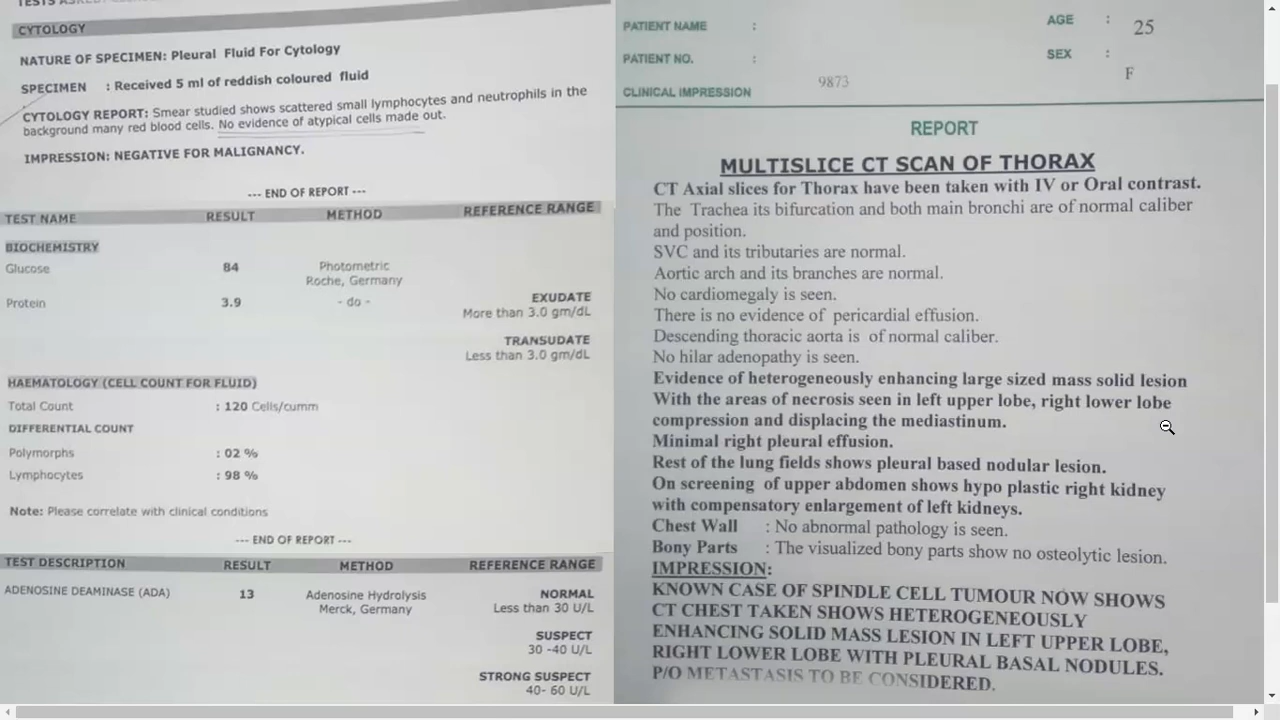 CYTOLOGY
NATURE OF SPECIMEN: Pleural Fluid For Cytology
SPECIMEN : Received 5 ml of reddish coloured fluid
CYTOLOGY REPORT: Smear studied shows scattered small lymphocytes and neutrophils in the
background many red blood cells. No evidence of atypical cells made out.
IMPRESSION: NEGATIVE FOR MALIGNANCY.
--- END OF REPORT ---
TEST NAME RESULT METHOD REFERENCE RANGE
BIOCHEMISTRY
Glucose 84 Photometric
Roche, Germany
Protein 3.9 - do - EXUDATE
More than 3.0 gm/dL
TRANSUDATE
Less than 3.0 gm/dL
HAEMATOLOGY (CELL COUNT FOR FLUID)
Total Count : 120 Cells/cumm
DIFFERENTIAL COUNT
Polymorphs : 02 %
Lymphocytes : 98 %
Note: Please correlate with clinical conditions
--- END OF REPORT ---
TEST DESCRIPTION RESULT METHOD REFERENCE RANGE
ADENOSINE DEAMINASE (ADA) 13 Adenosine Hydrolysis NORMAL
Merck, Germany Less than 30 U/L
SUSPECT
30 -40 U/L
STRONG SUSPECT
40- 60 U/L
PATIENT NAME : AGE : 25
PATIENT NO. : SEX : F
9873
CLINICAL IMPRESSION
REPORT
MULTISLICE CT SCAN OF THORAX
CT Axial slices for Thorax have been taken with IV or Oral contrast.
The Trachea its bifurcation and both main bronchi are of normal caliber
and position.
SVC and its tributaries are normal.
Aortic arch and its branches are normal.
No cardiomegaly is seen.
There is no evidence of pericardial effusion.
Descending thoracic aorta is of normal caliber.
No hilar adenopathy is seen.
Evidence of heterogeneously enhancing large sized mass solid lesion
With the areas of necrosis seen in left upper lobe, right lower lobe
compression and displacing the mediastinum.
Minimal right pleural effusion.
Rest of the lung fields shows pleural based nodular lesion.
On screening of upper abdomen shows hypo plastic right kidney
with compensatory enlargement of left kidneys.
Chest Wall : No abnormal pathology is seen.
Bony Parts : The visualized bony parts show no osteolytic lesion.
IMPRESSION:
KNOWN CASE OF SPINDLE CELL TUMOUR NOW SHOWS
CT CHEST TAKEN SHOWS HETEROGENEOUSLY
ENHANCING SOLID MASS LESION IN LEFT UPPER LOBE,
RIGHT LOWER LOBE WITH PLEURAL BASAL NODULES.
P/O METASTASIS TO BE CONSIDERED.